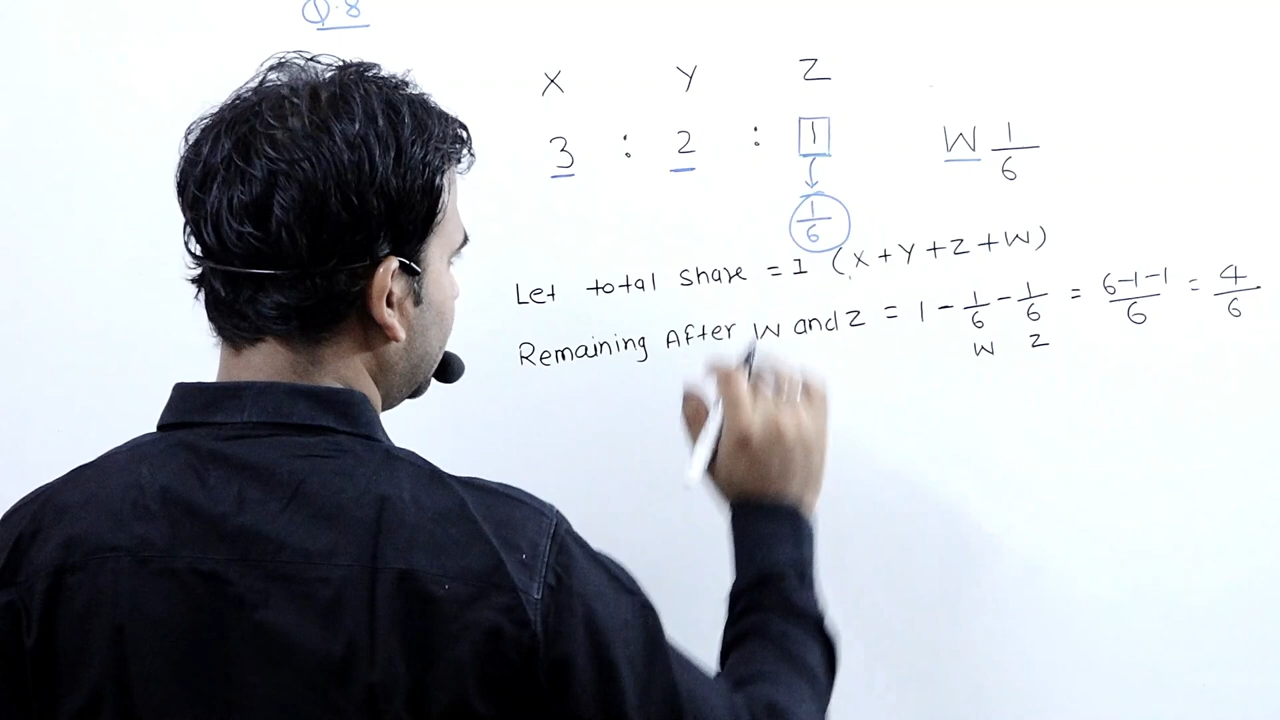 Q.8
X Y Z
3 : 2 : 1 W 1/6
1/6
Let total share = 1 (X+Y+Z+W)
Remaining After W and Z = 1 - 1/6 - 1/6 = 6-1-1/6 = 4/6
W Z